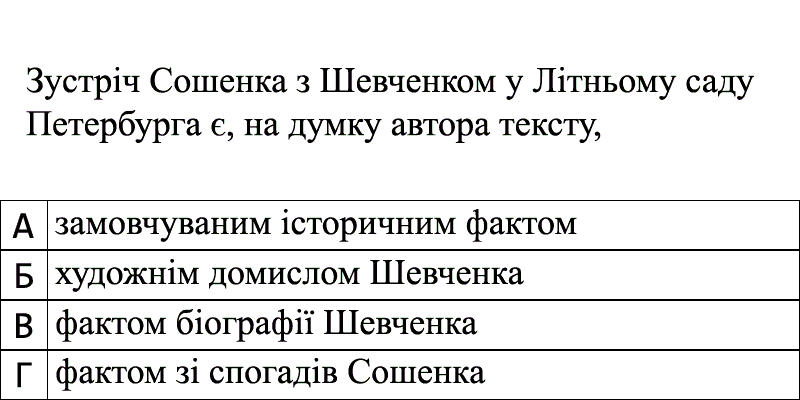 Зустріч Сошенка з Шевченком у Літньому саду
Петербурга є, на думку автора тексту,
А замовчуваним історичним фактом
Б художнім домислом Шевченка
В фактом біографії Шевченка
Г фактом зі спогадів Сошенка